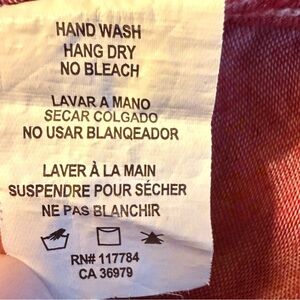 HAND WASH
HANG DRY
NO BLEACH
LAVAR A MANO
SECAR COLGADO
NO USAR BLANQEADOR
LAVER À LA MAIN
SUSPENDRE POUR SÉCHER
NE PAS BLANCHIR
RN# 117784
CA 36979